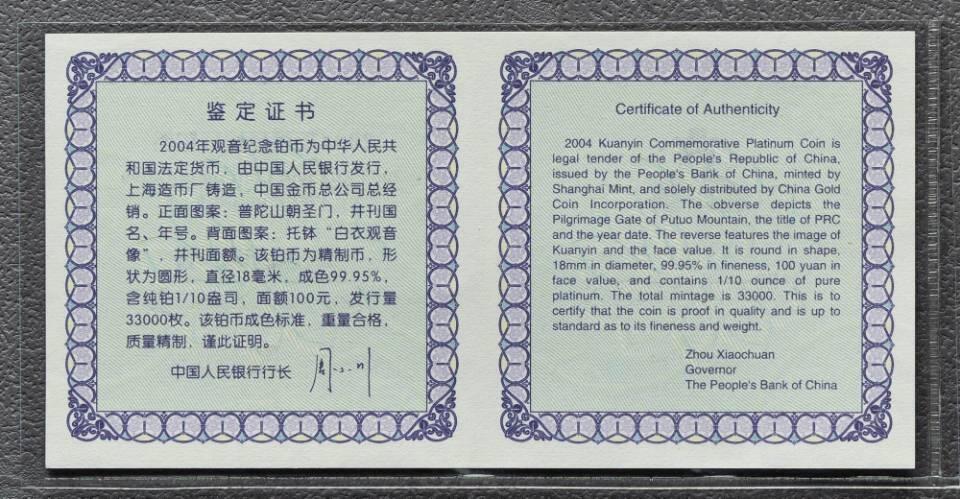 鉴定证书
2004年观音纪念铂币为中华人民共
和国法定货币，由中国人民银行发行，
上海造币厂铸造，中国金币总公司总经
销。正面图案：普陀山朝圣门，并刊国
名、年号。背面图案：托钵“白衣观音
像”，并刊面额。该铂币为精制币，形
状为圆形，直径18毫米，成色99.95%，
含纯铂1/10盎司，面额100元，发行量
33000枚。该铂币成色标准，重量合格，
质量精制，谨此证明。
中国人民银行行长 周小川
Certificate of Authenticity
2004 Kuanyin Commemorative Platinum Coin is
legal tender of the People's Republic of China,
issued by the People's Bank of China, minted by
Shanghai Mint, and solely distributed by China Gold
Coin Incorporation. The obverse depicts the
Pilgrimage Gate of Putuo Mountain, the title of PRC
and the year date. The reverse features the image of
Kuanyin and the face value. It is round in shape,
18mm in diameter, 99.95% in fineness, 100 yuan in
face value, and contains 1/10 ounce of pure
platinum. The total mintage is 33000. This is to
certify that the coin is proof in quality and is up to
standard as to its fineness and weight.
Zhou Xiaochuan
Governor
The People's Bank of China